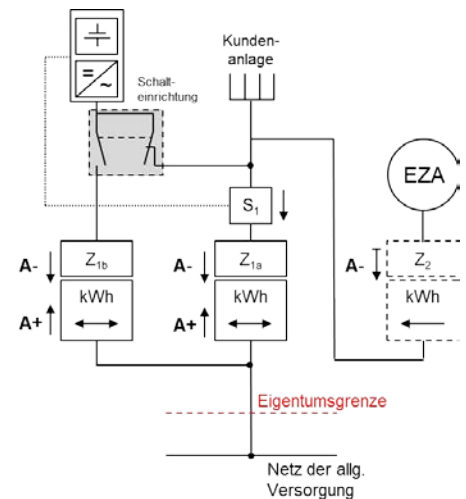 Kunden-
anlage
=
~
Schalt-
einrichtung
EZA
S1
A-
Z1b
A-
Z1a
A-
Z2
kWh
kWh
kWh
A+
A+
Eigentumsgrenze
Netz der allg.
Versorgung